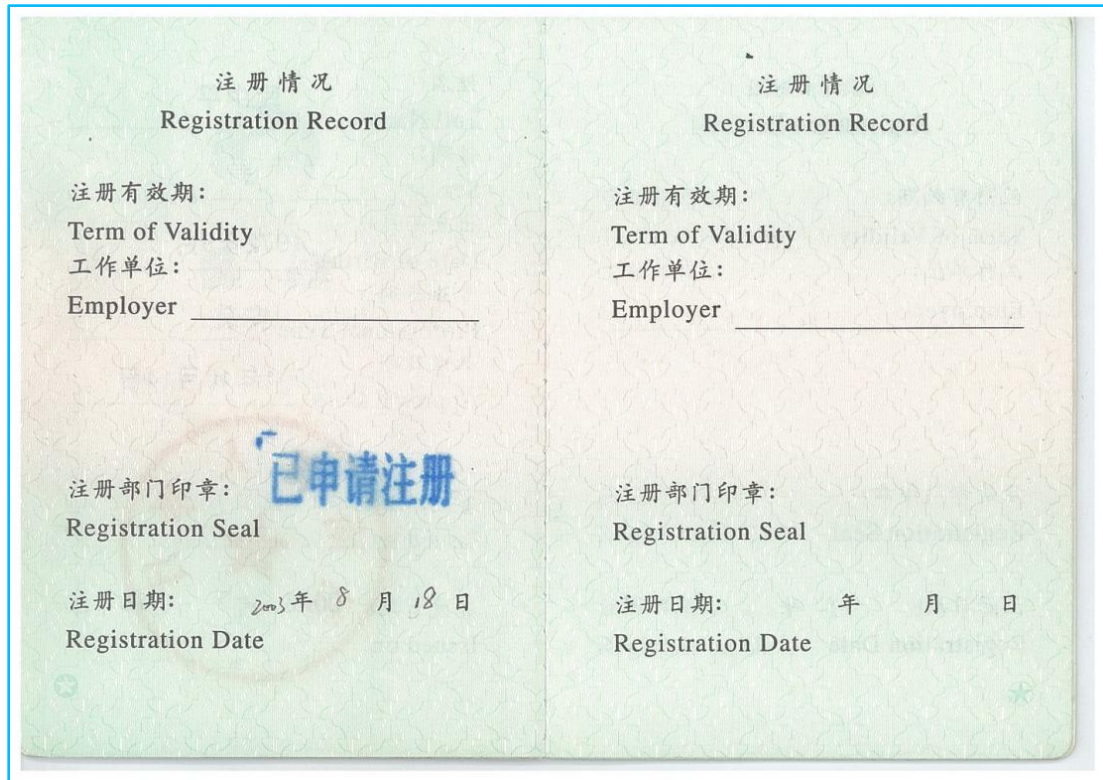 注册情况
Registration Record
注册有效期:
Term of Validity
工作单位:
Employer
已申请注册
注册部门印章:
Registration Seal
注册日期: 2003年 8 月 18 日
Registration Date
注册情况
Registration Record
注册有效期:
Term of Validity
工作单位:
Employer
注册部门印章:
Registration Seal
注册日期: 年 月 日
Registration Date